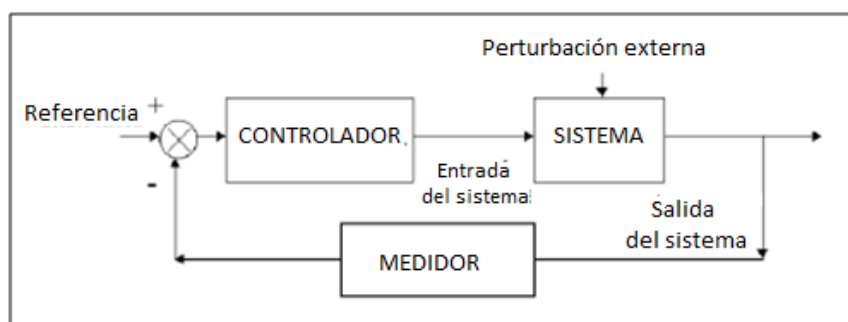 Perturbación externa
Referencia
+
CONTROLADOR.
SISTEMA
Entrada
del sistema
-
Salida
del sistema
MEDIDOR